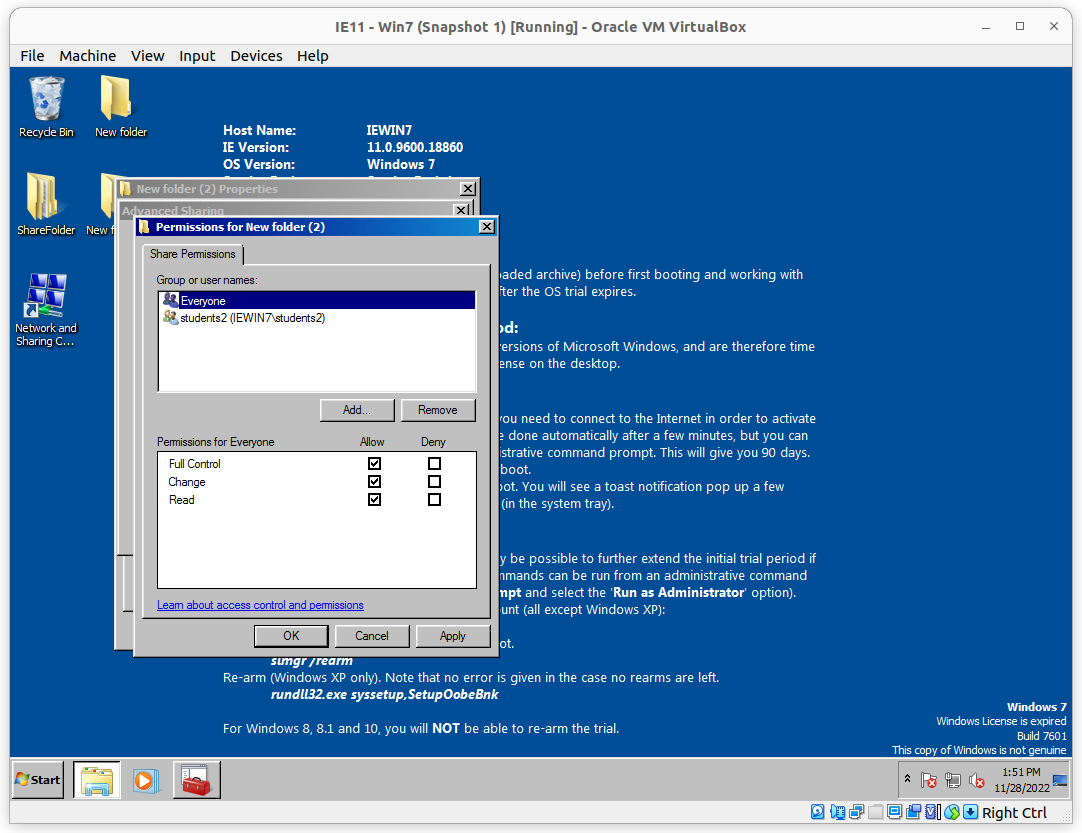 IE11 - Win7 (Snapshot 1) [Running] - Oracle VM VirtualBox
File Machine View Input Devices Help
Recycle Bin
New folder
Host Name: IEWIN7
IE Version: 11.0.9600.18860
OS Version: Windows 7
ShareFolder
New f
New folder (2) Properties
Advanced Sharing
Permissions for New folder (2)
Share Permissions
Group or user names:
Everyone
students2 (IEWIN7\students2)
Add...
Remove
Permissions for Everyone Allow Deny
Full Control
Change
Read
Learn about access control and permissions
OK
Cancel
Apply
Network and
Sharing C...
oaded archive) before first booting and working with
fter the OS trial expires.
od:
ersions of Microsoft Windows, and are therefore time
ense on the desktop.
you need to connect to the Internet in order to activate
e done automatically after a few minutes, but you can
istrative command prompt. This will give you 90 days.
boot.
ot. You will see a toast notification pop up a few
(in the system tray).
y be possible to further extend the initial trial period if
mmands can be run from an administrative command
mpt and select the 'Run as Administrator' option).
ount (all except Windows XP):
ot.
slmgr /rearm
Re-arm (Windows XP only). Note that no error is given in the case no rearms are left.
rundll32.exe syssetup,SetupOobeBnk
For Windows 8, 8.1 and 10, you will NOT be able to re-arm the trial.
Windows 7
Windows License is expired
Build 7601
This copy of Windows is not genuine
Start
1:51 PM
11/28/2022
Right Ctrl